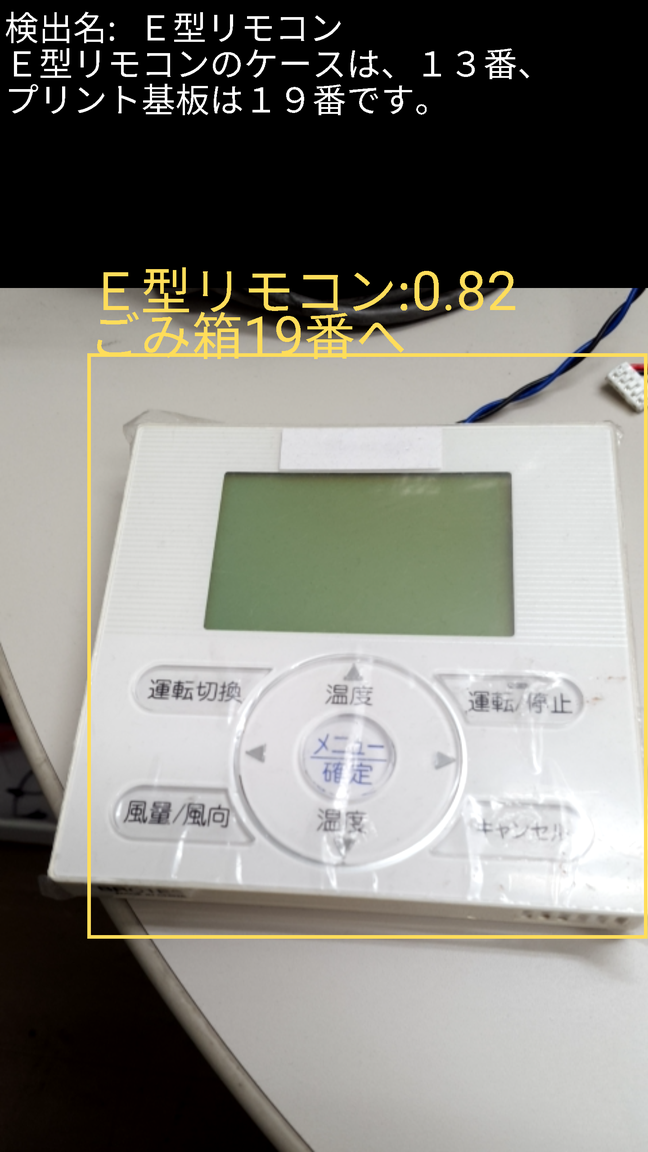 検出名: Ｅ型リモコン
Ｅ型リモコンのケースは、１３番、
プリント基板は１９番です。
Ｅ型リモコン:0.82
ごみ箱19番へ
運転切換
温度
運転/停止
メニュー
確定
風量/風向
温度
キャンセル